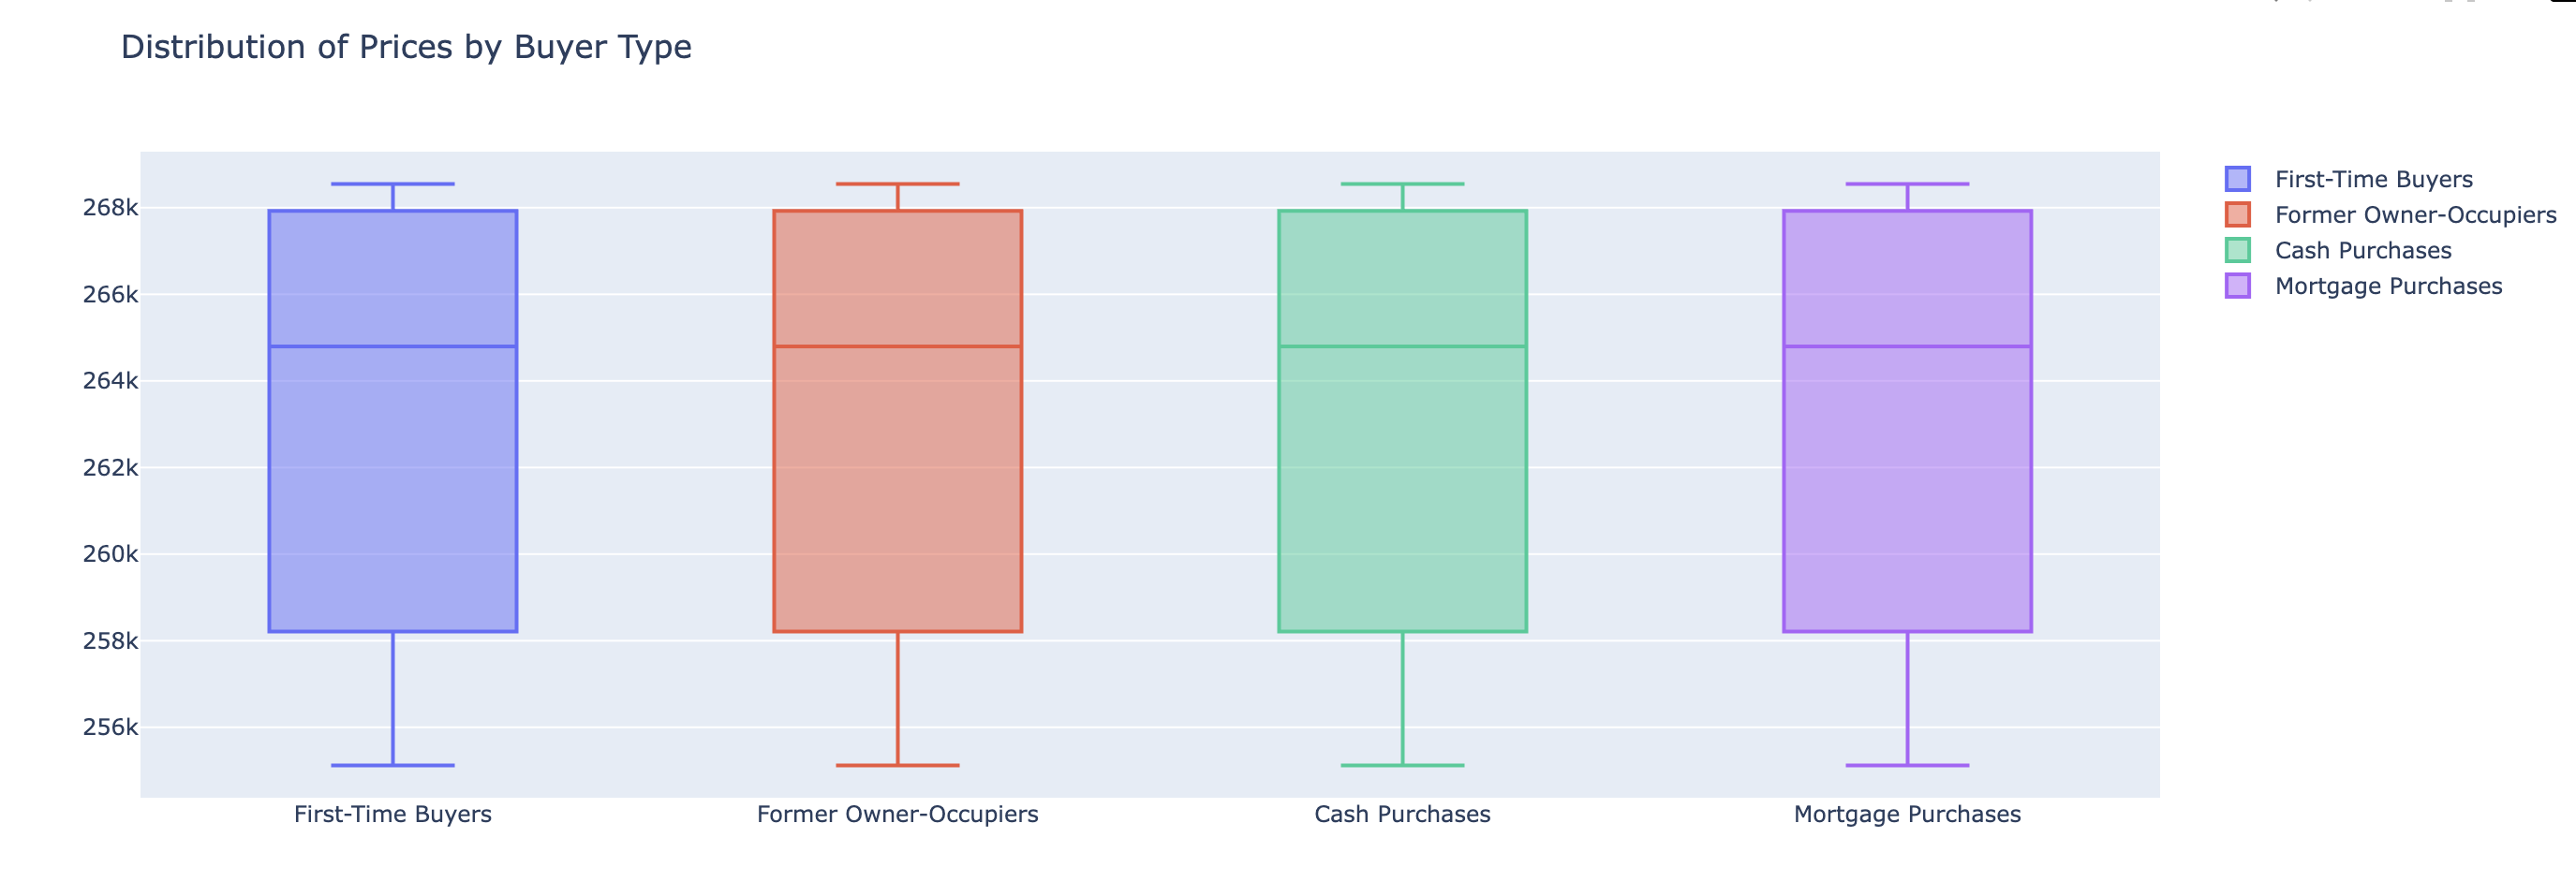 Distribution of Prices by Buyer Type
268k
266k
264k
262k
260k
258k
256k
First-Time Buyers
Former Owner-Occupiers
Cash Purchases
Mortgage Purchases
First-Time Buyers
Former Owner-Occupiers
Cash Purchases
Mortgage Purchases